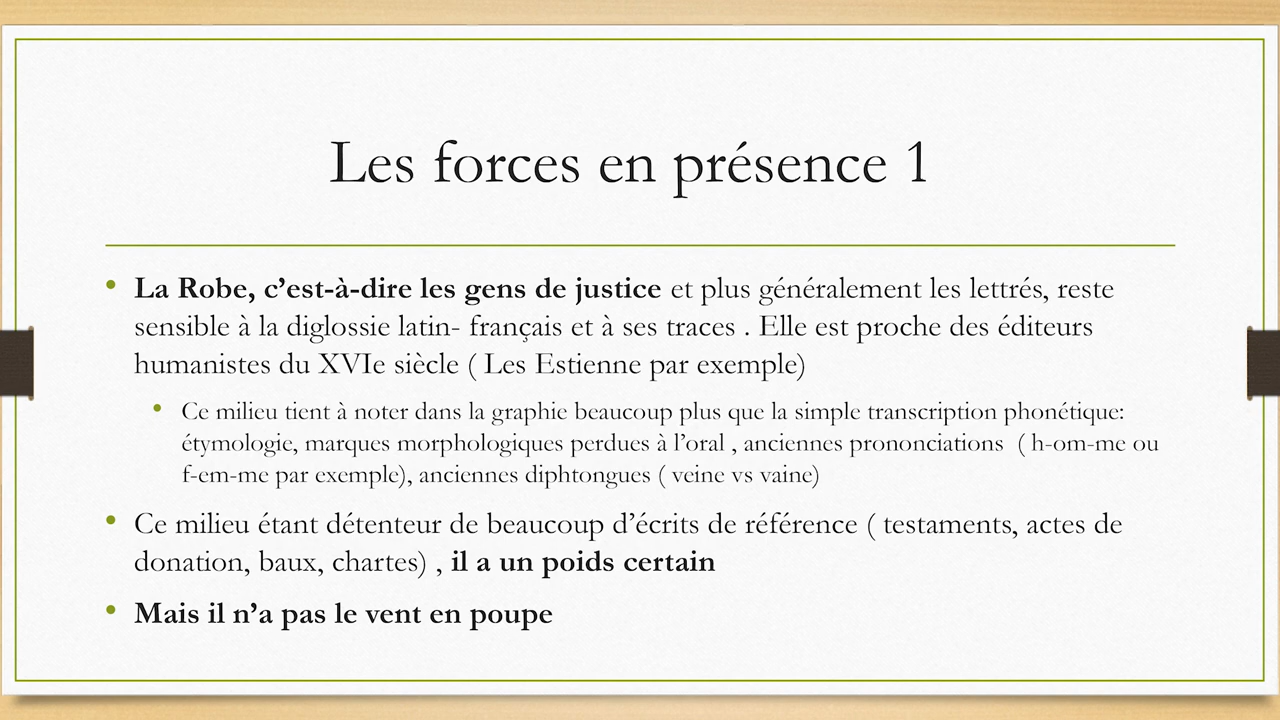 Les forces en présence 1
• La Robe, c’est-à-dire les gens de justice et plus généralement les lettrés, reste
sensible à la diglossie latin- français et à ses traces . Elle est proche des éditeurs
humanistes du XVIe siècle ( Les Estienne par exemple)
• Ce milieu tient à noter dans la graphie beaucoup plus que la simple transcription phonétique:
étymologie, marques morphologiques perdues à l’oral , anciennes prononciations ( h-om-me ou
f-em-me par exemple), anciennes diphtongues ( veine vs vaine)
• Ce milieu étant détenteur de beaucoup d’écrits de référence ( testaments, actes de
donation, baux, chartes) , il a un poids certain
• Mais il n’a pas le vent en poupe